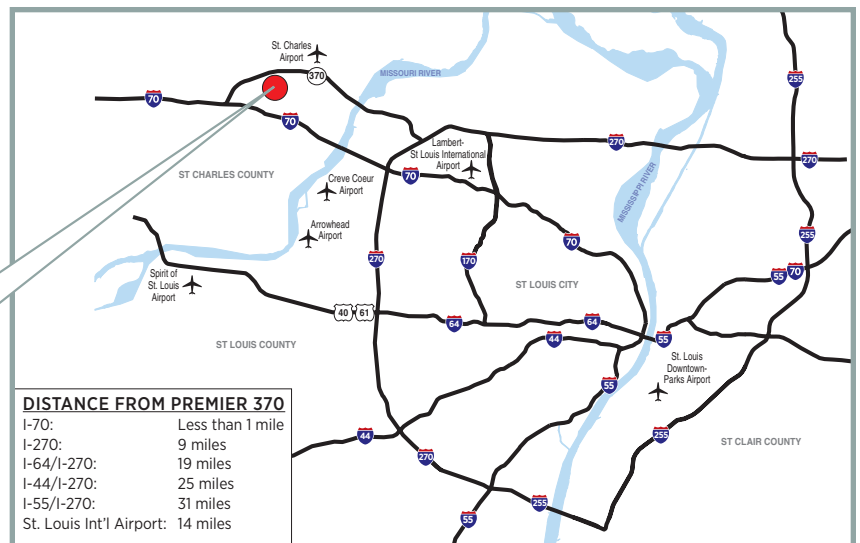 St. Charles
Airport
370
MISSOURI RIVER
255
70
70
Lambert-
St Louis International
Airport
270
270
ST CHARLES COUNTY
Creve Coeur
Airport
70
MISSISSIPPI RIVER
Arrowhead
Airport
255
70
270
170
55
70
Spirit of
St. Louis
Airport
ST LOUIS CITY
40
61
64
64
44
55
ST LOUIS COUNTY
St. Louis
Downtown-
Parks Airport
55
DISTANCE FROM PREMIER 370
I-70: Less than 1 mile
I-270: 9 miles
I-64/I-270: 19 miles
I-44/I-270: 25 miles
I-55/I-270: 31 miles
St. Louis Int'l Airport: 14 miles
44
255
ST CLAIR COUNTY
270
255
55